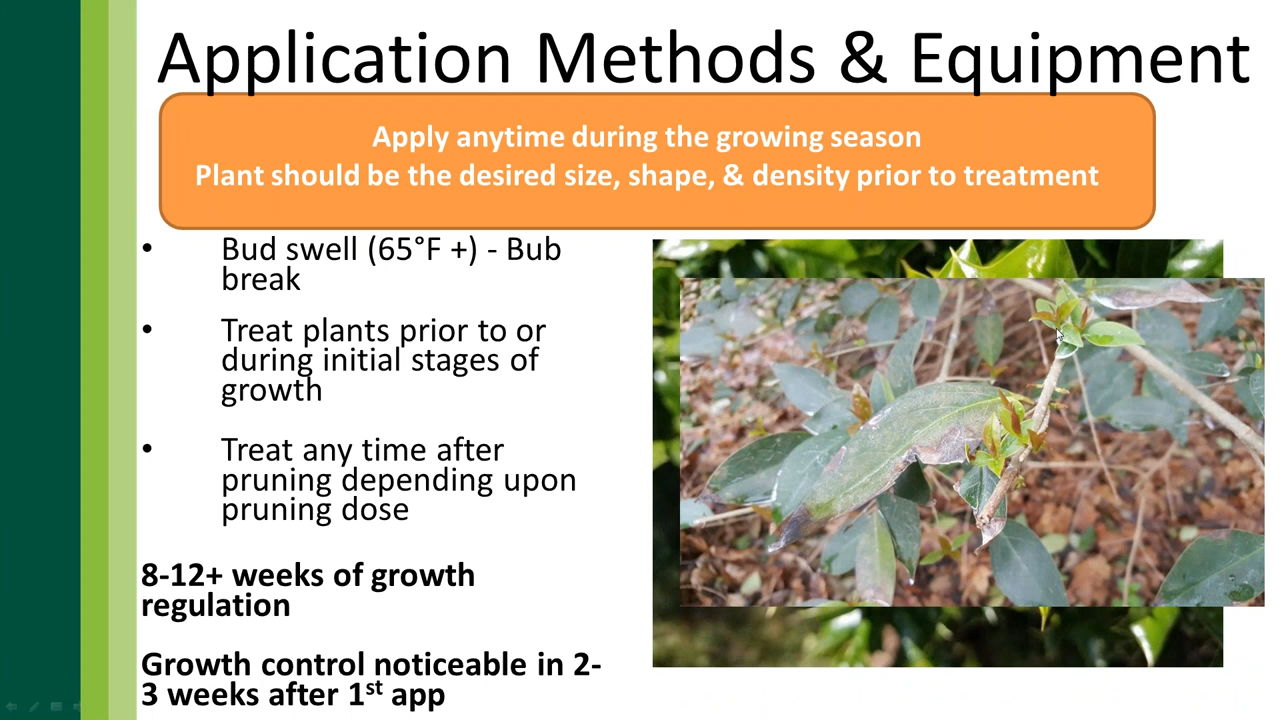 Application Methods & Equipment
Apply anytime during the growing season
Plant should be the desired size, shape, & density prior to treatment
• Bud swell (65°F +) - Bub
break
• Treat plants prior to or
during initial stages of
growth
• Treat any time after
pruning depending upon
pruning dose
8-12+ weeks of growth
regulation
Growth control noticeable in 2-
3 weeks after 1st app